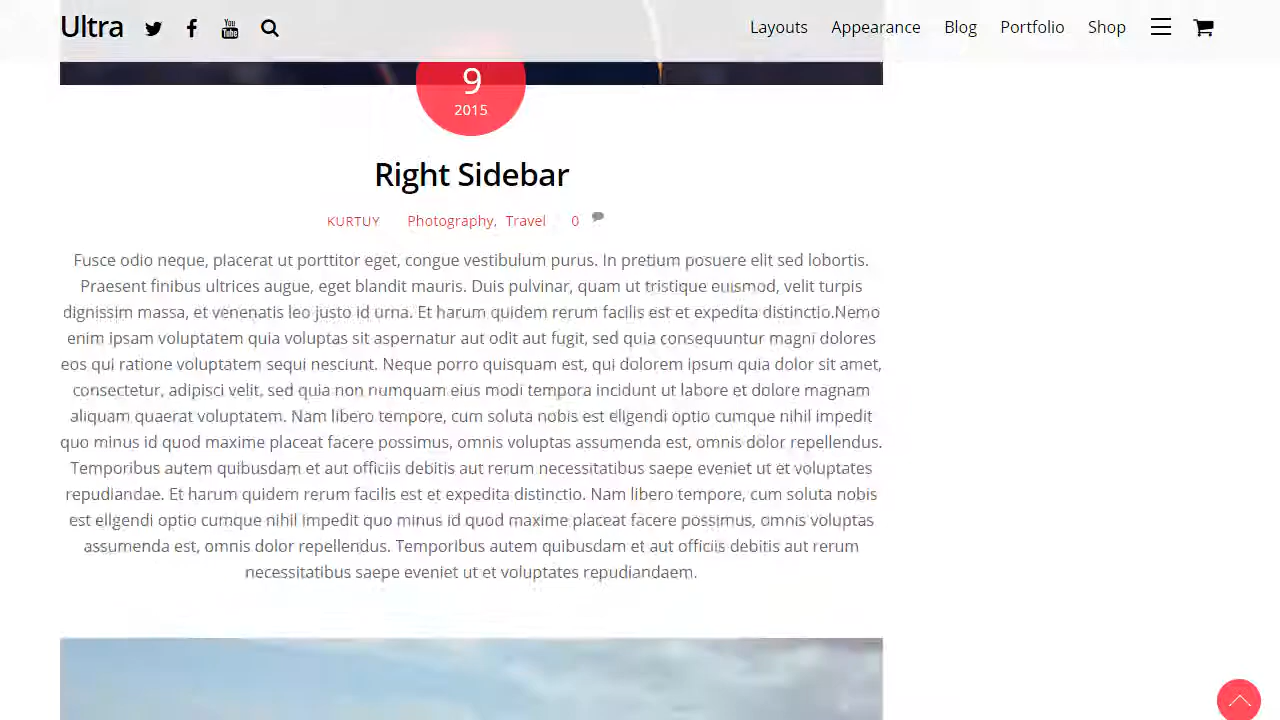 Ultra You Tube Layouts Appearance Blog Portfolio Shop
9
2015
Right Sidebar
KURTUY Photography, Travel 0
Fusce odio neque, placerat ut porttitor eget, congue vestibulum purus. In pretium posuere elit sed lobortis.
Praesent finibus ultrices augue, eget blandit mauris. Duis pulvinar, quam ut tristique euismod, velit turpis
dignissim massa, et venenatis leo justo id urna. Et harum quidem rerum facilis est et expedita distinctio.Nemo
enim ipsam voluptatem quia voluptas sit aspernatur aut odit aut fugit, sed quia consequuntur magni dolores
eos qui ratione voluptatem sequi nesciunt. Neque porro quisquam est, qui dolorem ipsum quia dolor sit amet,
consectetur, adipisci velit, sed quia non numquam eius modi tempora incidunt ut labore et dolore magnam
aliquam quaerat voluptatem. Nam libero tempore, cum soluta nobis est eligendi optio cumque nihil impedit
quo minus id quod maxime placeat facere possimus, omnis voluptas assumenda est, omnis dolor repellendus.
Temporibus autem quibusdam et aut officiis debitis aut rerum necessitatibus saepe eveniet ut et voluptates
repudiandae. Et harum quidem rerum facilis est et expedita distinctio. Nam libero tempore, cum soluta nobis
est eligendi optio cumque nihil impedit quo minus id quod maxime placeat facere possimus, omnis voluptas
assumenda est, omnis dolor repellendus. Temporibus autem quibusdam et aut officiis debitis aut rerum
necessitatibus saepe eveniet ut et voluptates repudiandaem.